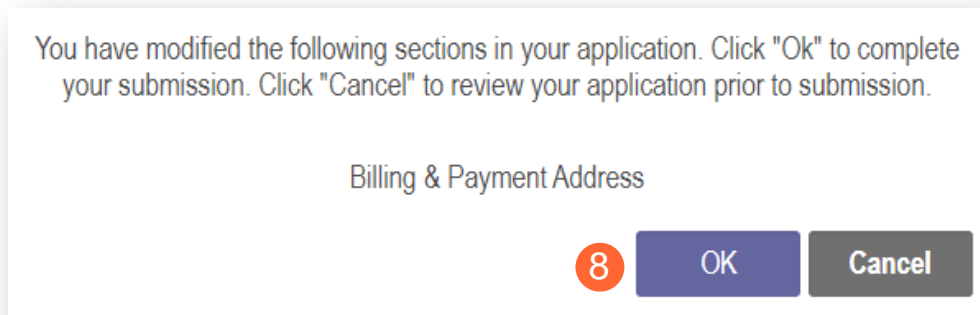 You have modified the following sections in your application. Click "Ok" to complete
your submission. Click "Cancel" to review your application prior to submission.
Billing & Payment Address
8 OK Cancel